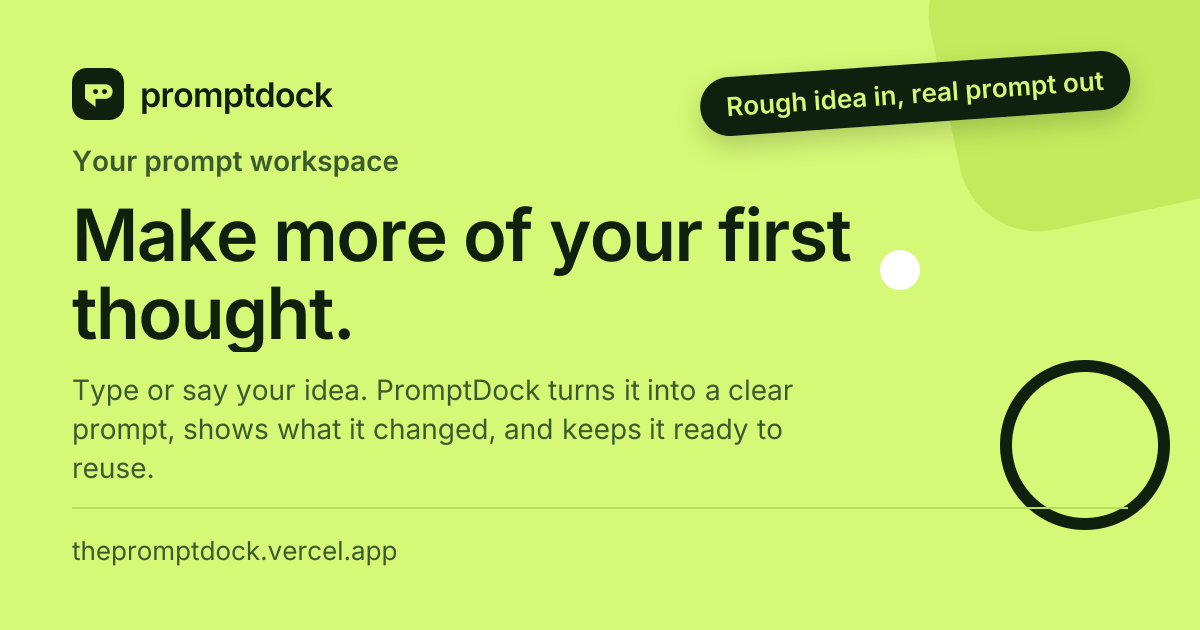 promptdock
Rough idea in, real prompt out
Your prompt workspace
Make more of your first
thought.
Type or say your idea. PromptDock turns it into a clear
prompt, shows what it changed, and keeps it ready to
reuse.
thepromptdock.vercel.app